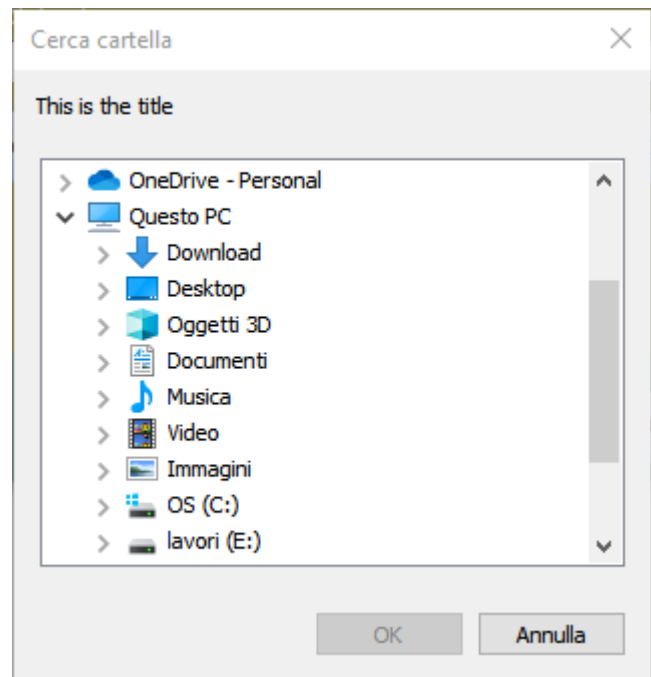 Cerca cartella
This is the title
OneDrive - Personal
Questo PC
Download
Desktop
Oggetti 3D
Documenti
Musica
Video
Immagini
OS (C:)
lavori (E:)
OK
Annulla